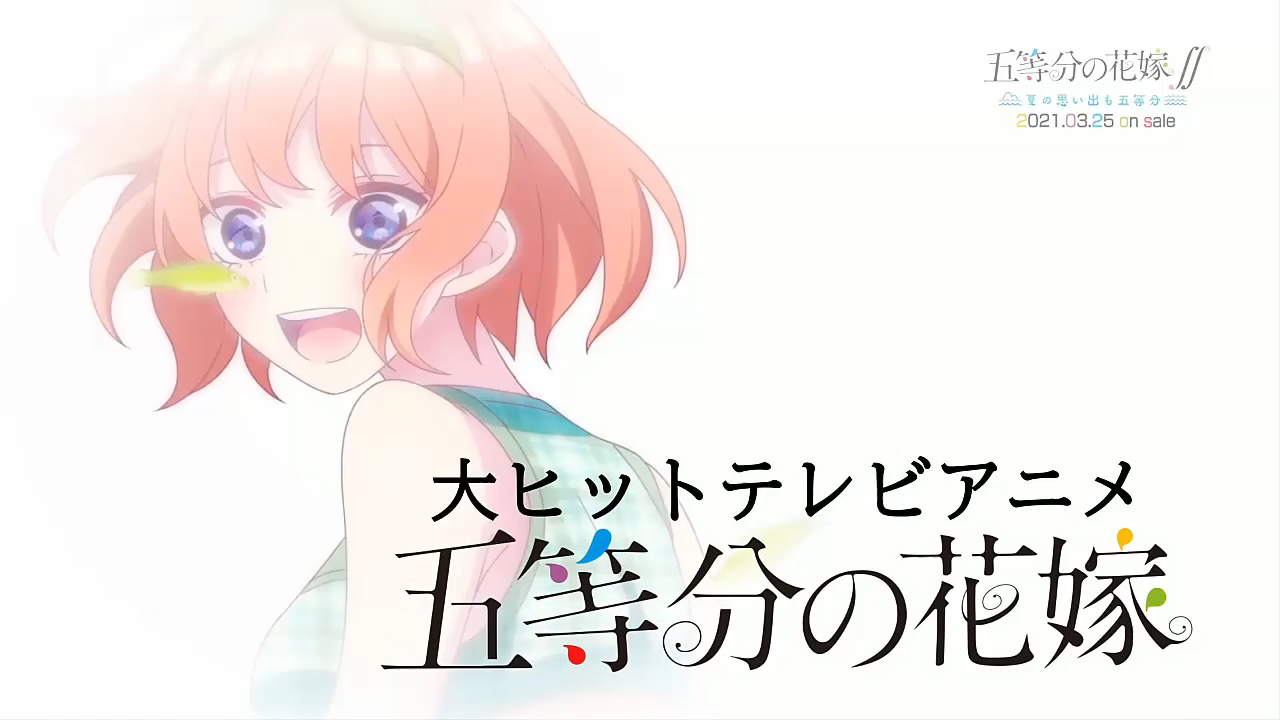 五等分の花嫁∬
夏の思い出も五等分
2021.03.25 on sale
大ヒットテレビアニメ
五等分の花嫁